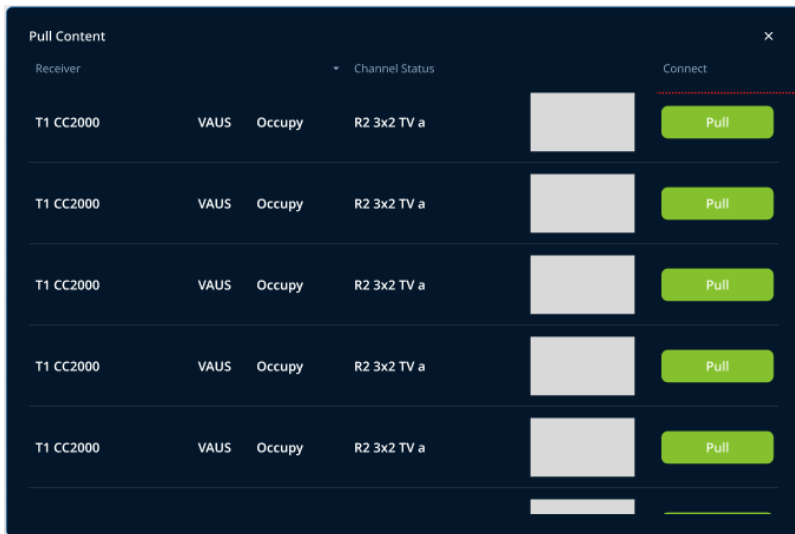 Pull Content
Receiver Channel Status Connect
T1 CC2000 VAUS Occupy R2 3x2 TV a Pull
T1 CC2000 VAUS Occupy R2 3x2 TV a Pull
T1 CC2000 VAUS Occupy R2 3x2 TV a Pull
T1 CC2000 VAUS Occupy R2 3x2 TV a Pull
T1 CC2000 VAUS Occupy R2 3x2 TV a Pull